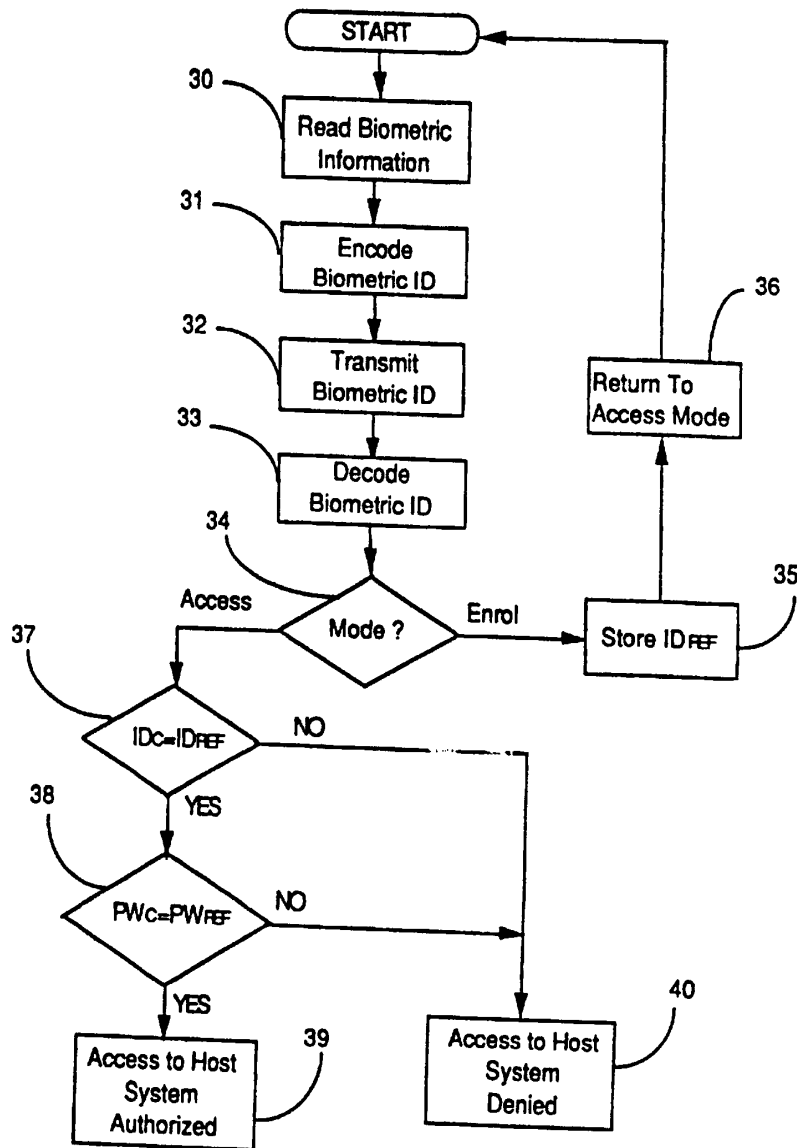 START
30
Read Biometric
Information
31
Encode
Biometric ID
36
32
Transmit
Biometric ID
Return To
Access Mode
33
Decode
Biometric ID
34
Access
Mode ?
Enrol
35
Store IDREF
37
IDC=IDREF
NO
YES
38
PWC=PWREF
NO
YES
39
40
Access to Host
System
Authorized
Access to Host
System
Denied